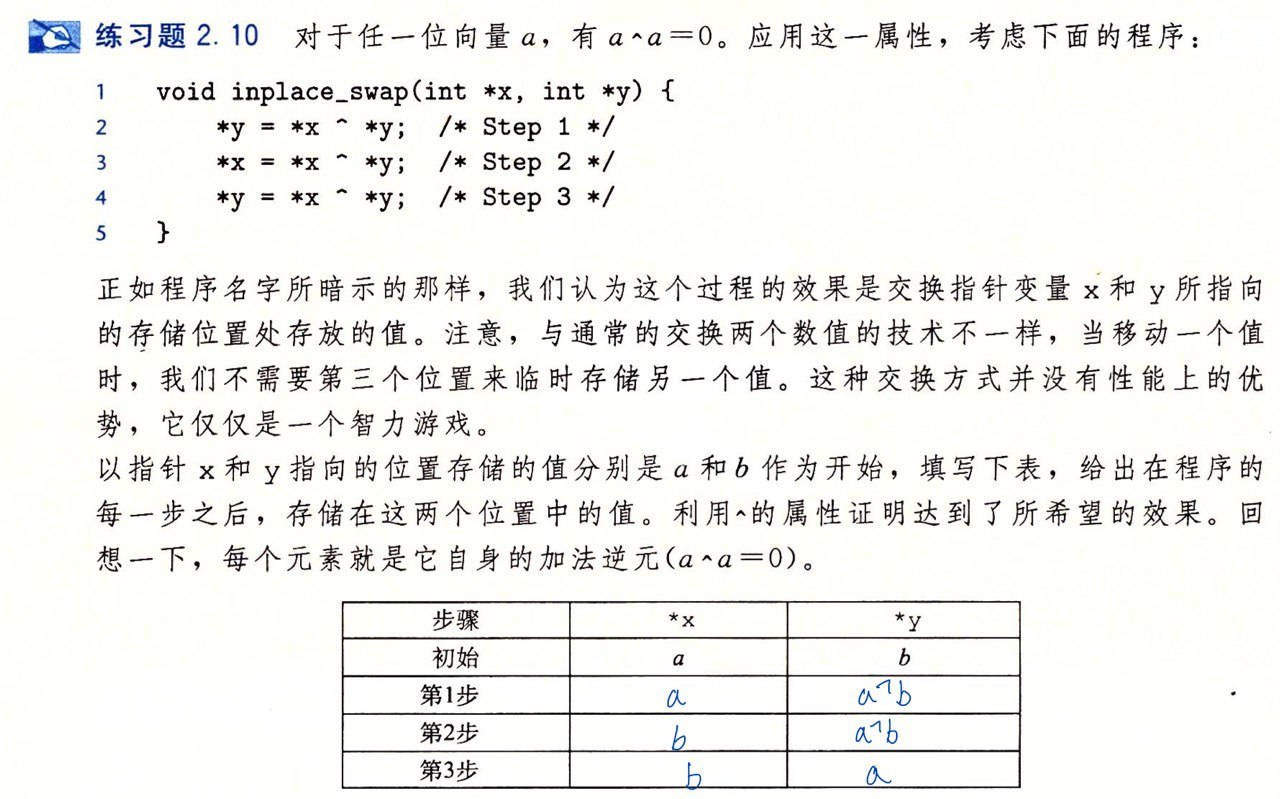 练习题 2.10 对于任一位向量 a，有 a ^ a＝0。应用这一属性，考虑下面的程序：
1 void inplace_swap(int *x, int *y) {
2 *y = *x ^ *y; /* Step 1 */
3 *x = *x ^ *y; /* Step 2 */
4 *y = *x ^ *y; /* Step 3 */
5 }
正如程序名字所暗示的那样，我们认为这个过程的效果是交换指针变量 x 和 y 所指向
的存储位置处存放的值。注意，与通常的交换两个数值的技术不一样，当移动一个值
时，我们不需要第三个位置来临时存储另一个值。这种交换方式并没有性能上的优
势，它仅仅是一个智力游戏。
以指针 x 和 y 指向的位置存储的值分别是 a 和 b 作为开始，填写下表，给出在程序的
每一步之后，存储在这两个位置中的值。利用^的属性证明达到了所希望的效果。回
想一下，每个元素就是它自身的加法逆元(a ^ a＝0)。
步骤 *x *y
初始 a b
第1步 a a^b
第2步 b a^b
第3步 b a